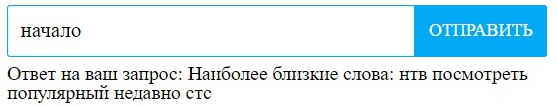 начало ОТПРАВИТЬ
Ответ на ваш запрос: Наиболее близкие слова: нтв посмотреть
популярный недавно стс